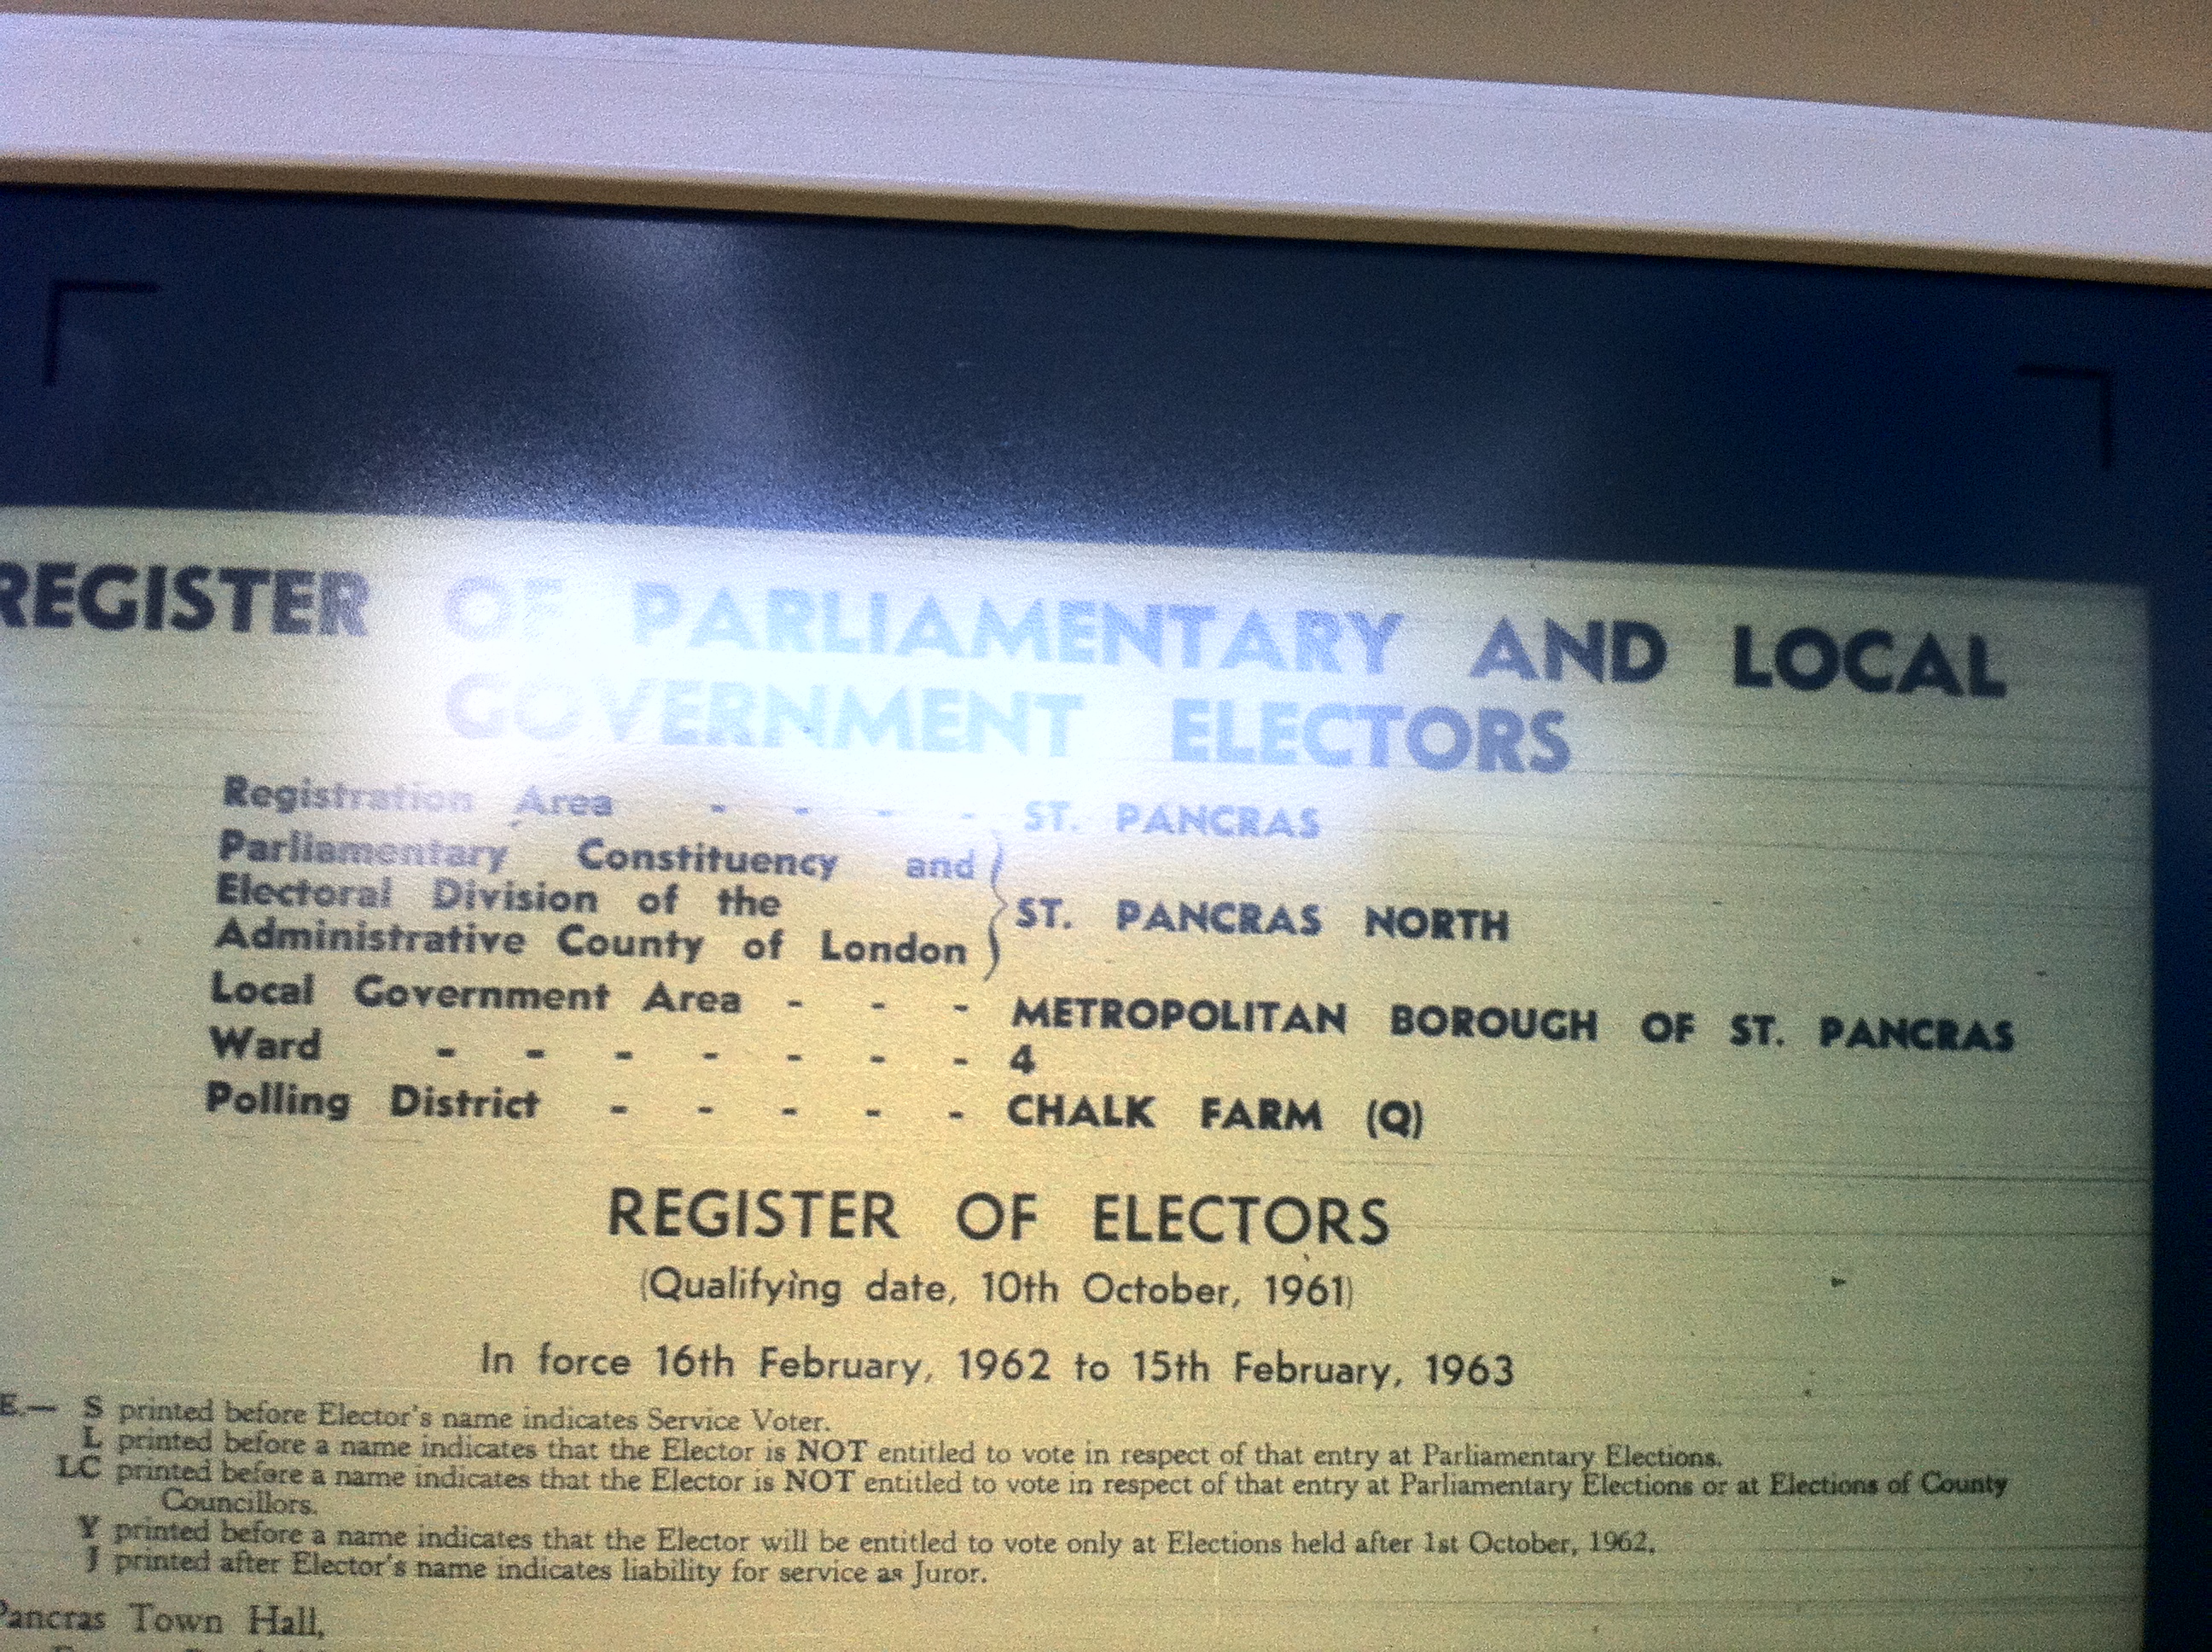 REGISTER OF PARLIAMENTARY AND LOCAL
GOVERNMENT ELECTORS
Registration Area - - - - ST. PANCRAS
Parliamentary Constituency and
Electoral Division of the
Administrative County of London } ST. PANCRAS NORTH
Local Government Area - - - METROPOLITAN BOROUGH OF ST. PANCRAS
Ward - - - - - - - 4
Polling District - - - - - CHALK FARM (Q)
REGISTER OF ELECTORS
(Qualifying date, 10th October, 1961)
In force 16th February, 1962 to 15th February, 1963
E.— S printed before Elector's name indicates Service Voter.
L printed before a name indicates that the Elector is NOT entitled to vote in respect of that entry at Parliamentary Elections.
LC printed before a name indicates that the Elector is NOT entitled to vote in respect of that entry at Parliamentary Elections or at Elections of County
Councillors.
Y printed before a name indicates that the Elector will be entitled to vote only at Elections held after 1st October, 1962.
J printed after Elector's name indicates liability for service as Juror.
Pancras Town Hall,